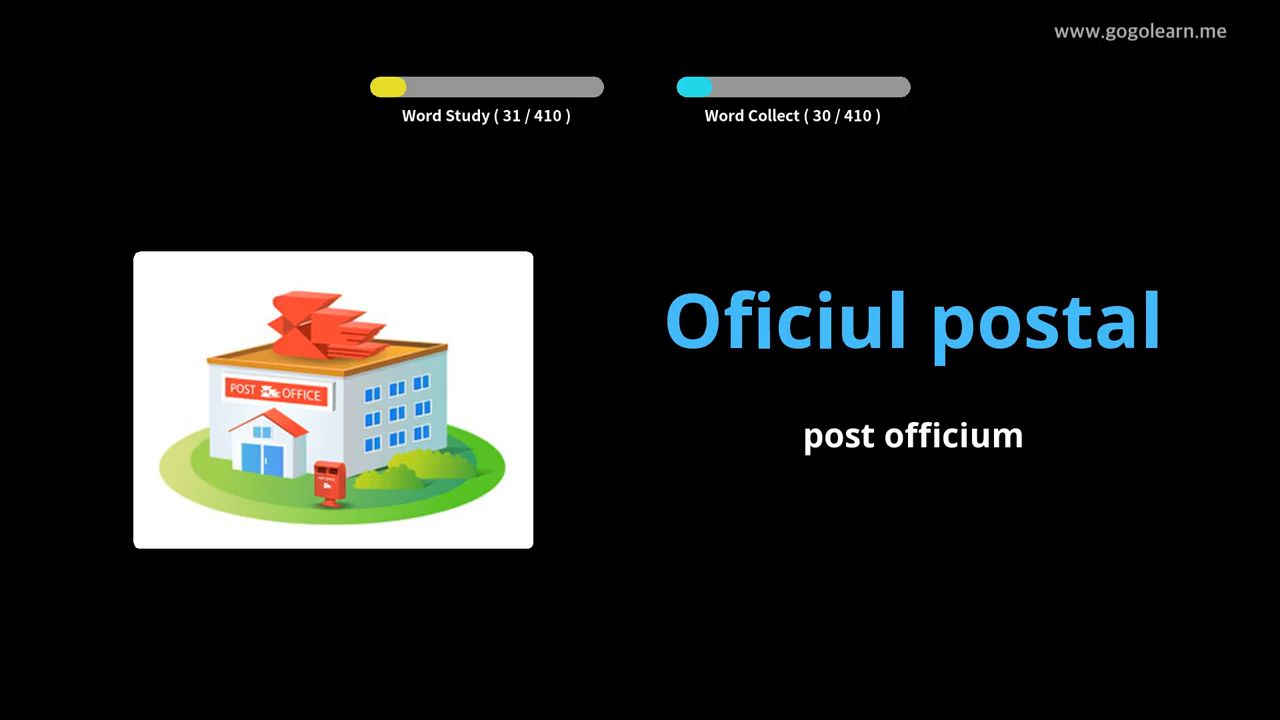 www.gogolearn.me
Word Study ( 31 / 410 )
Word Collect ( 30 / 410 )
POST OFFICE
Oficiul postal
post officium